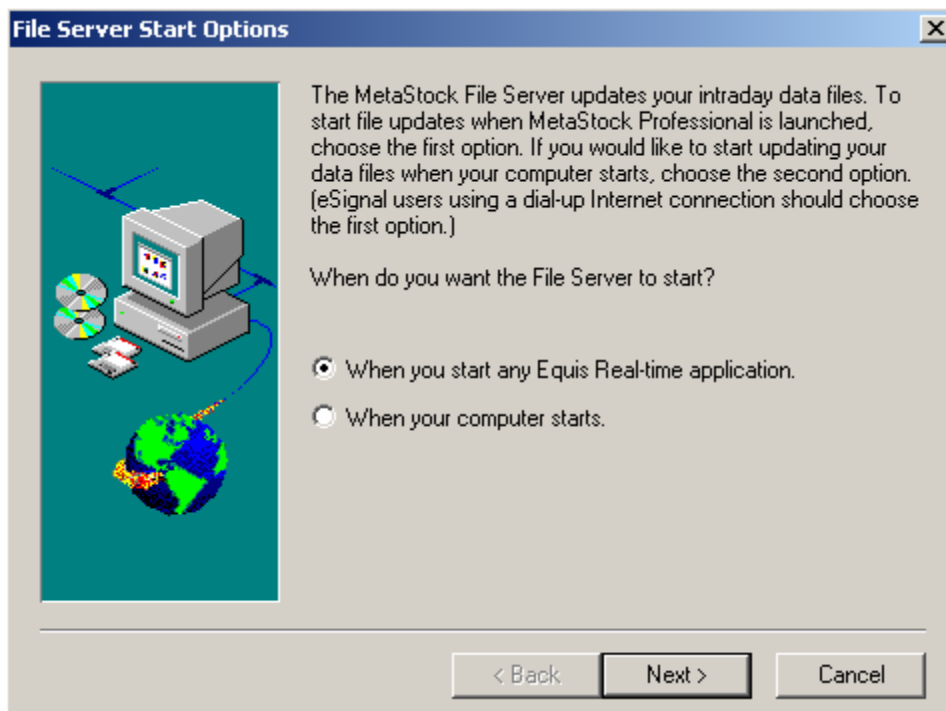 File Server Start Options
The MetaStock File Server updates your intraday data files. To
start file updates when MetaStock Professional is launched,
choose the first option. If you would like to start updating your
data files when your computer starts, choose the second option.
(eSignal users using a dial-up Internet connection should choose
the first option.)
When do you want the File Server to start?
When you start any Equis Real-time application.
When your computer starts.
< Back
Next >
Cancel